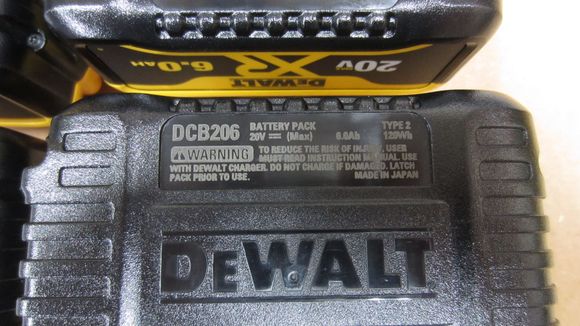 20V MAX
XR 6.0AH
DEWALT
DCB206 BATTERY PACK TYPE 2
20V (Max) 6.0Ah 120Wh
WARNING TO REDUCE THE RISK OF INJURY, USER
MUST READ INSTRUCTION MANUAL. USE
WITH DEWALT CHARGER. DO NOT CHARGE IF DAMAGED. LATCH
PACK PRIOR TO USE. MADE IN JAPAN
DEWALT